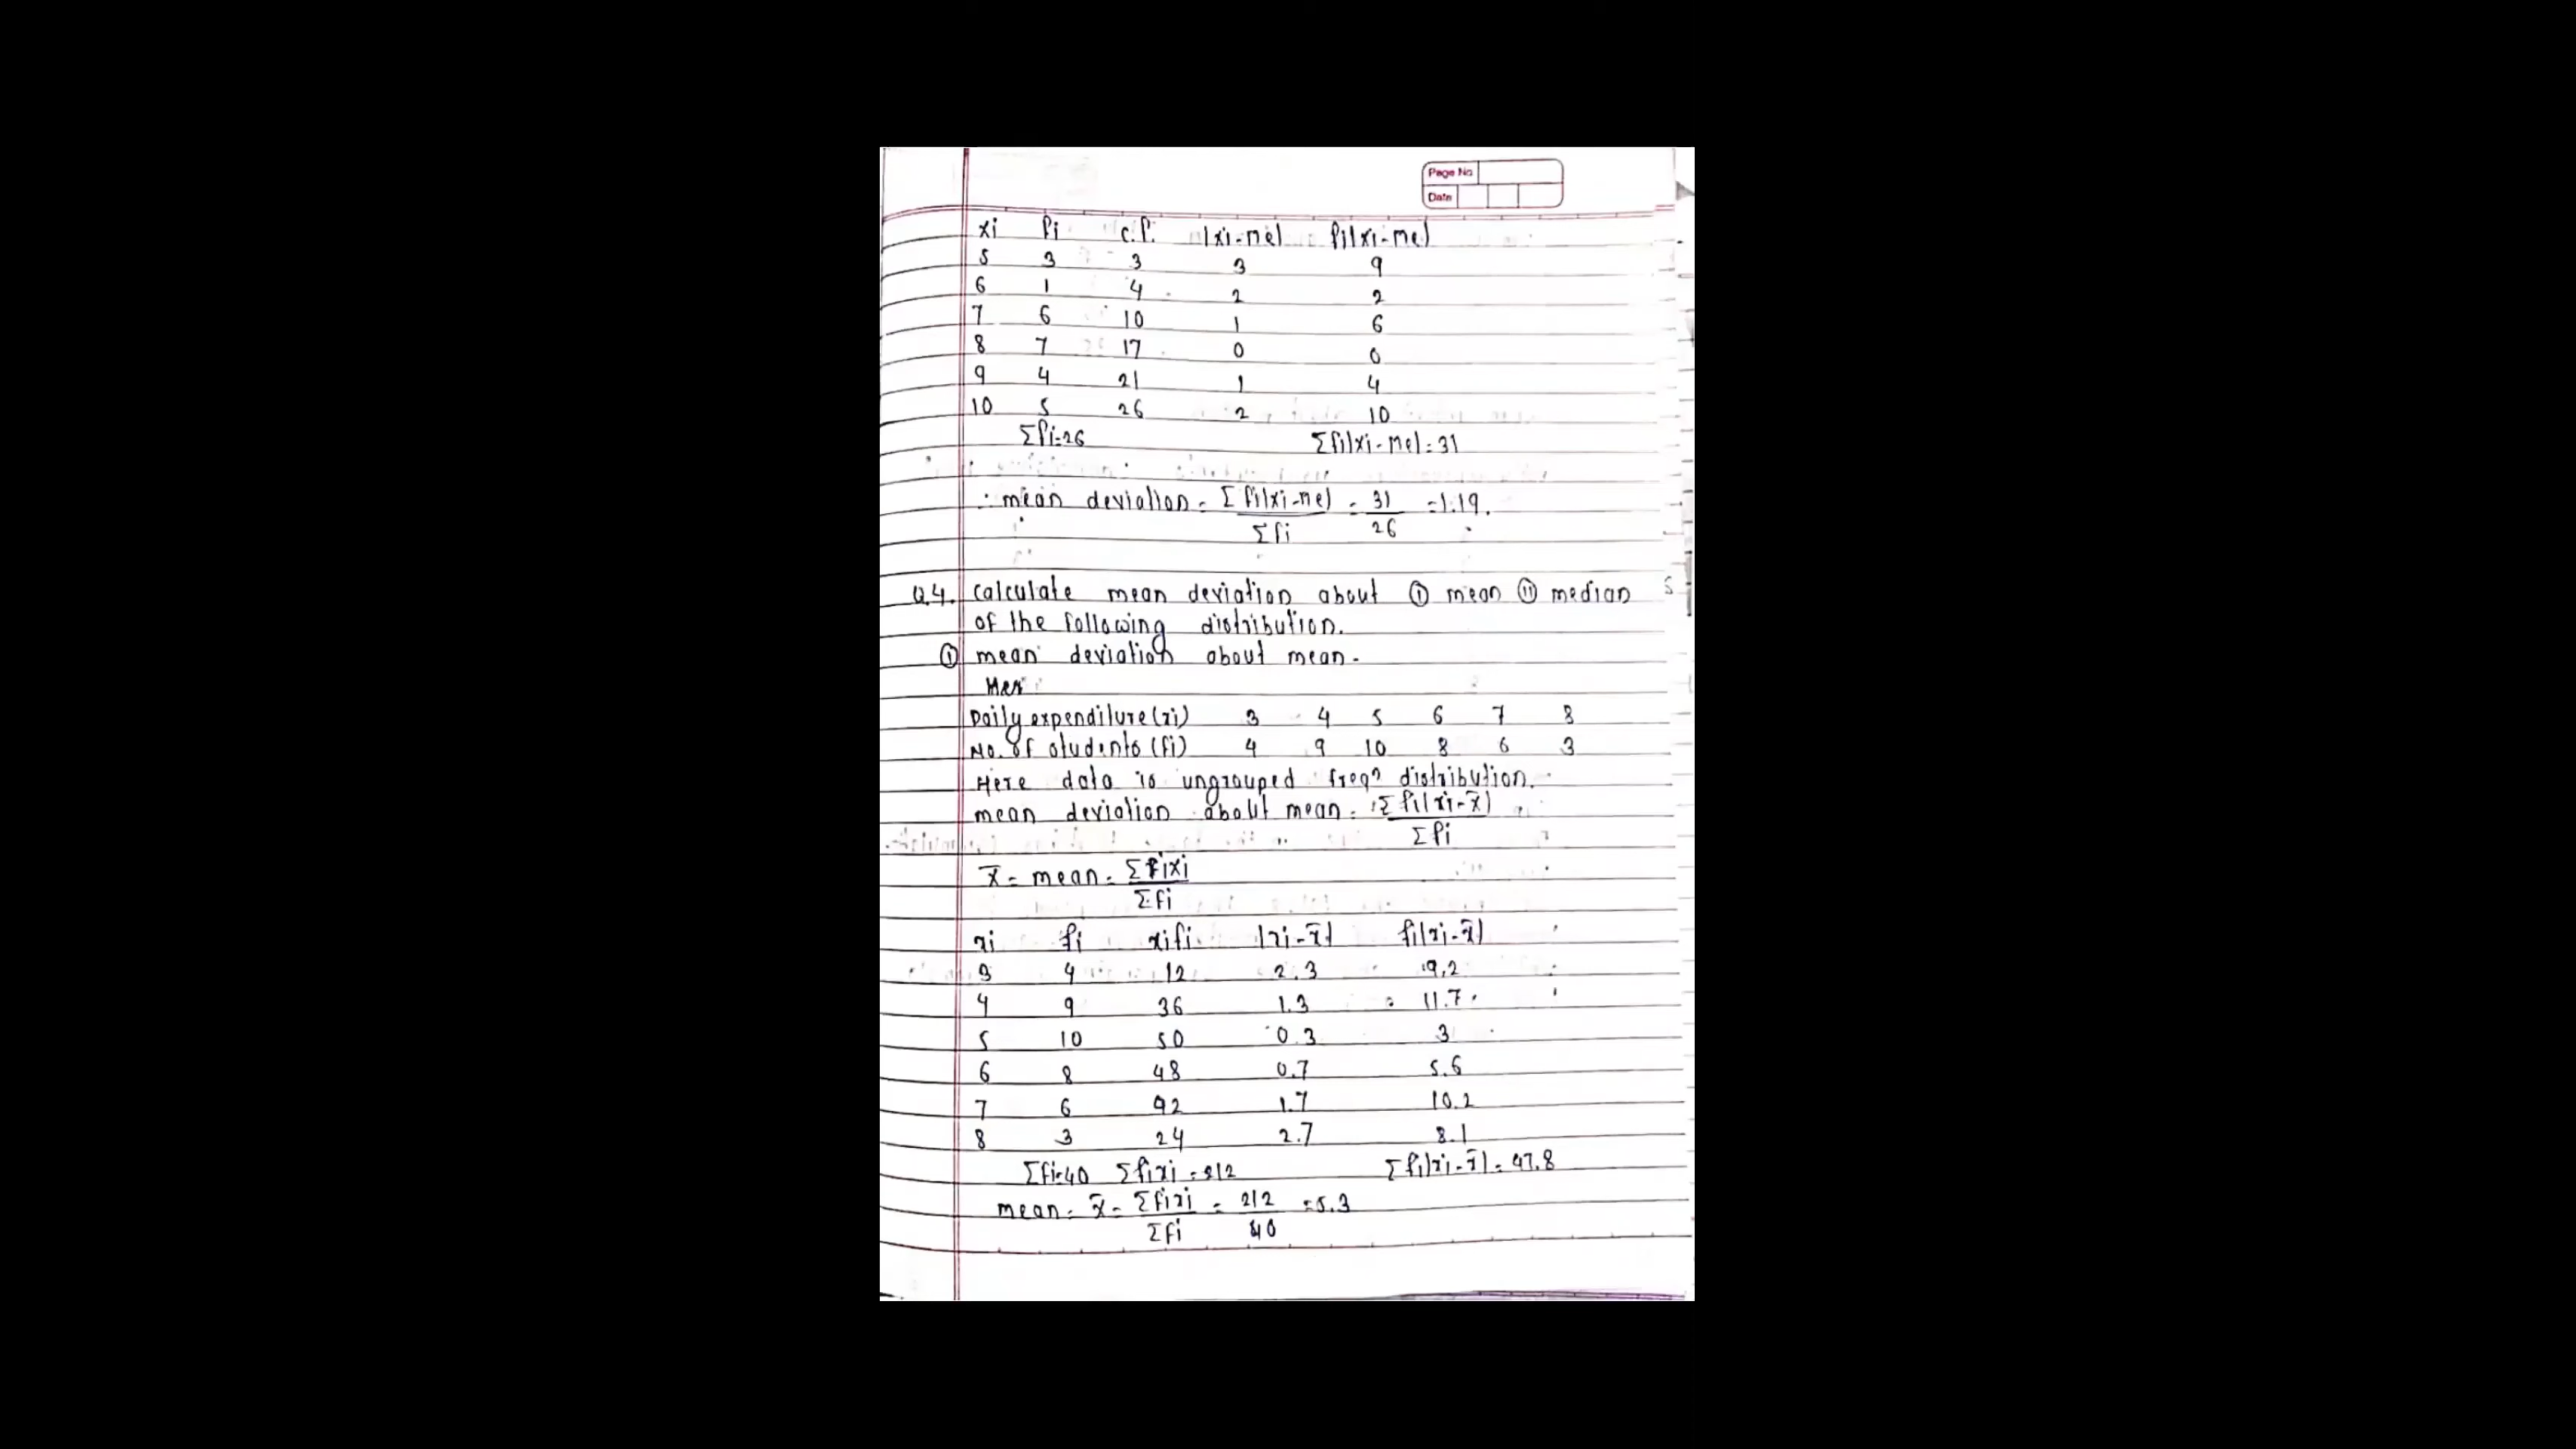 Page No
Date
xi fi c.f. |xi-Me| fi|xi-Me|
5 3 3 3 9
6 1 4 2 2
7 6 10 1 6
8 7 17 0 0
9 4 21 1 4
10 5 26 2 10
Σfi=26 Σfi|xi-Me|=31
∴ mean deviation = Σfi|xi-Me| / Σfi = 31/26 = 1.19.
Q.4. Calculate mean deviation about (i) mean (ii) median
of the following distribution.
(i) mean deviation about mean.
Daily expenditure (xi) 3 4 5 6 7 8
No. of students (fi) 4 9 10 8 6 3
Here data is ungrouped freqn distribution.
mean deviation about mean = Σfi|xi-x̄| / Σfi
x̄ = mean = Σfixi / Σfi
xi fi xifi |xi-x̄| fi|xi-x̄|
3 4 12 2.3 9.2
4 9 36 1.3 11.7
5 10 50 0.3 3
6 8 48 0.7 5.6
7 6 42 1.7 10.2
8 3 24 2.7 8.1
Σfi=40 Σfixi=212 Σfi|xi-x̄|=47.8
mean = x̄ = Σfixi / Σfi = 212/40 = 5.3